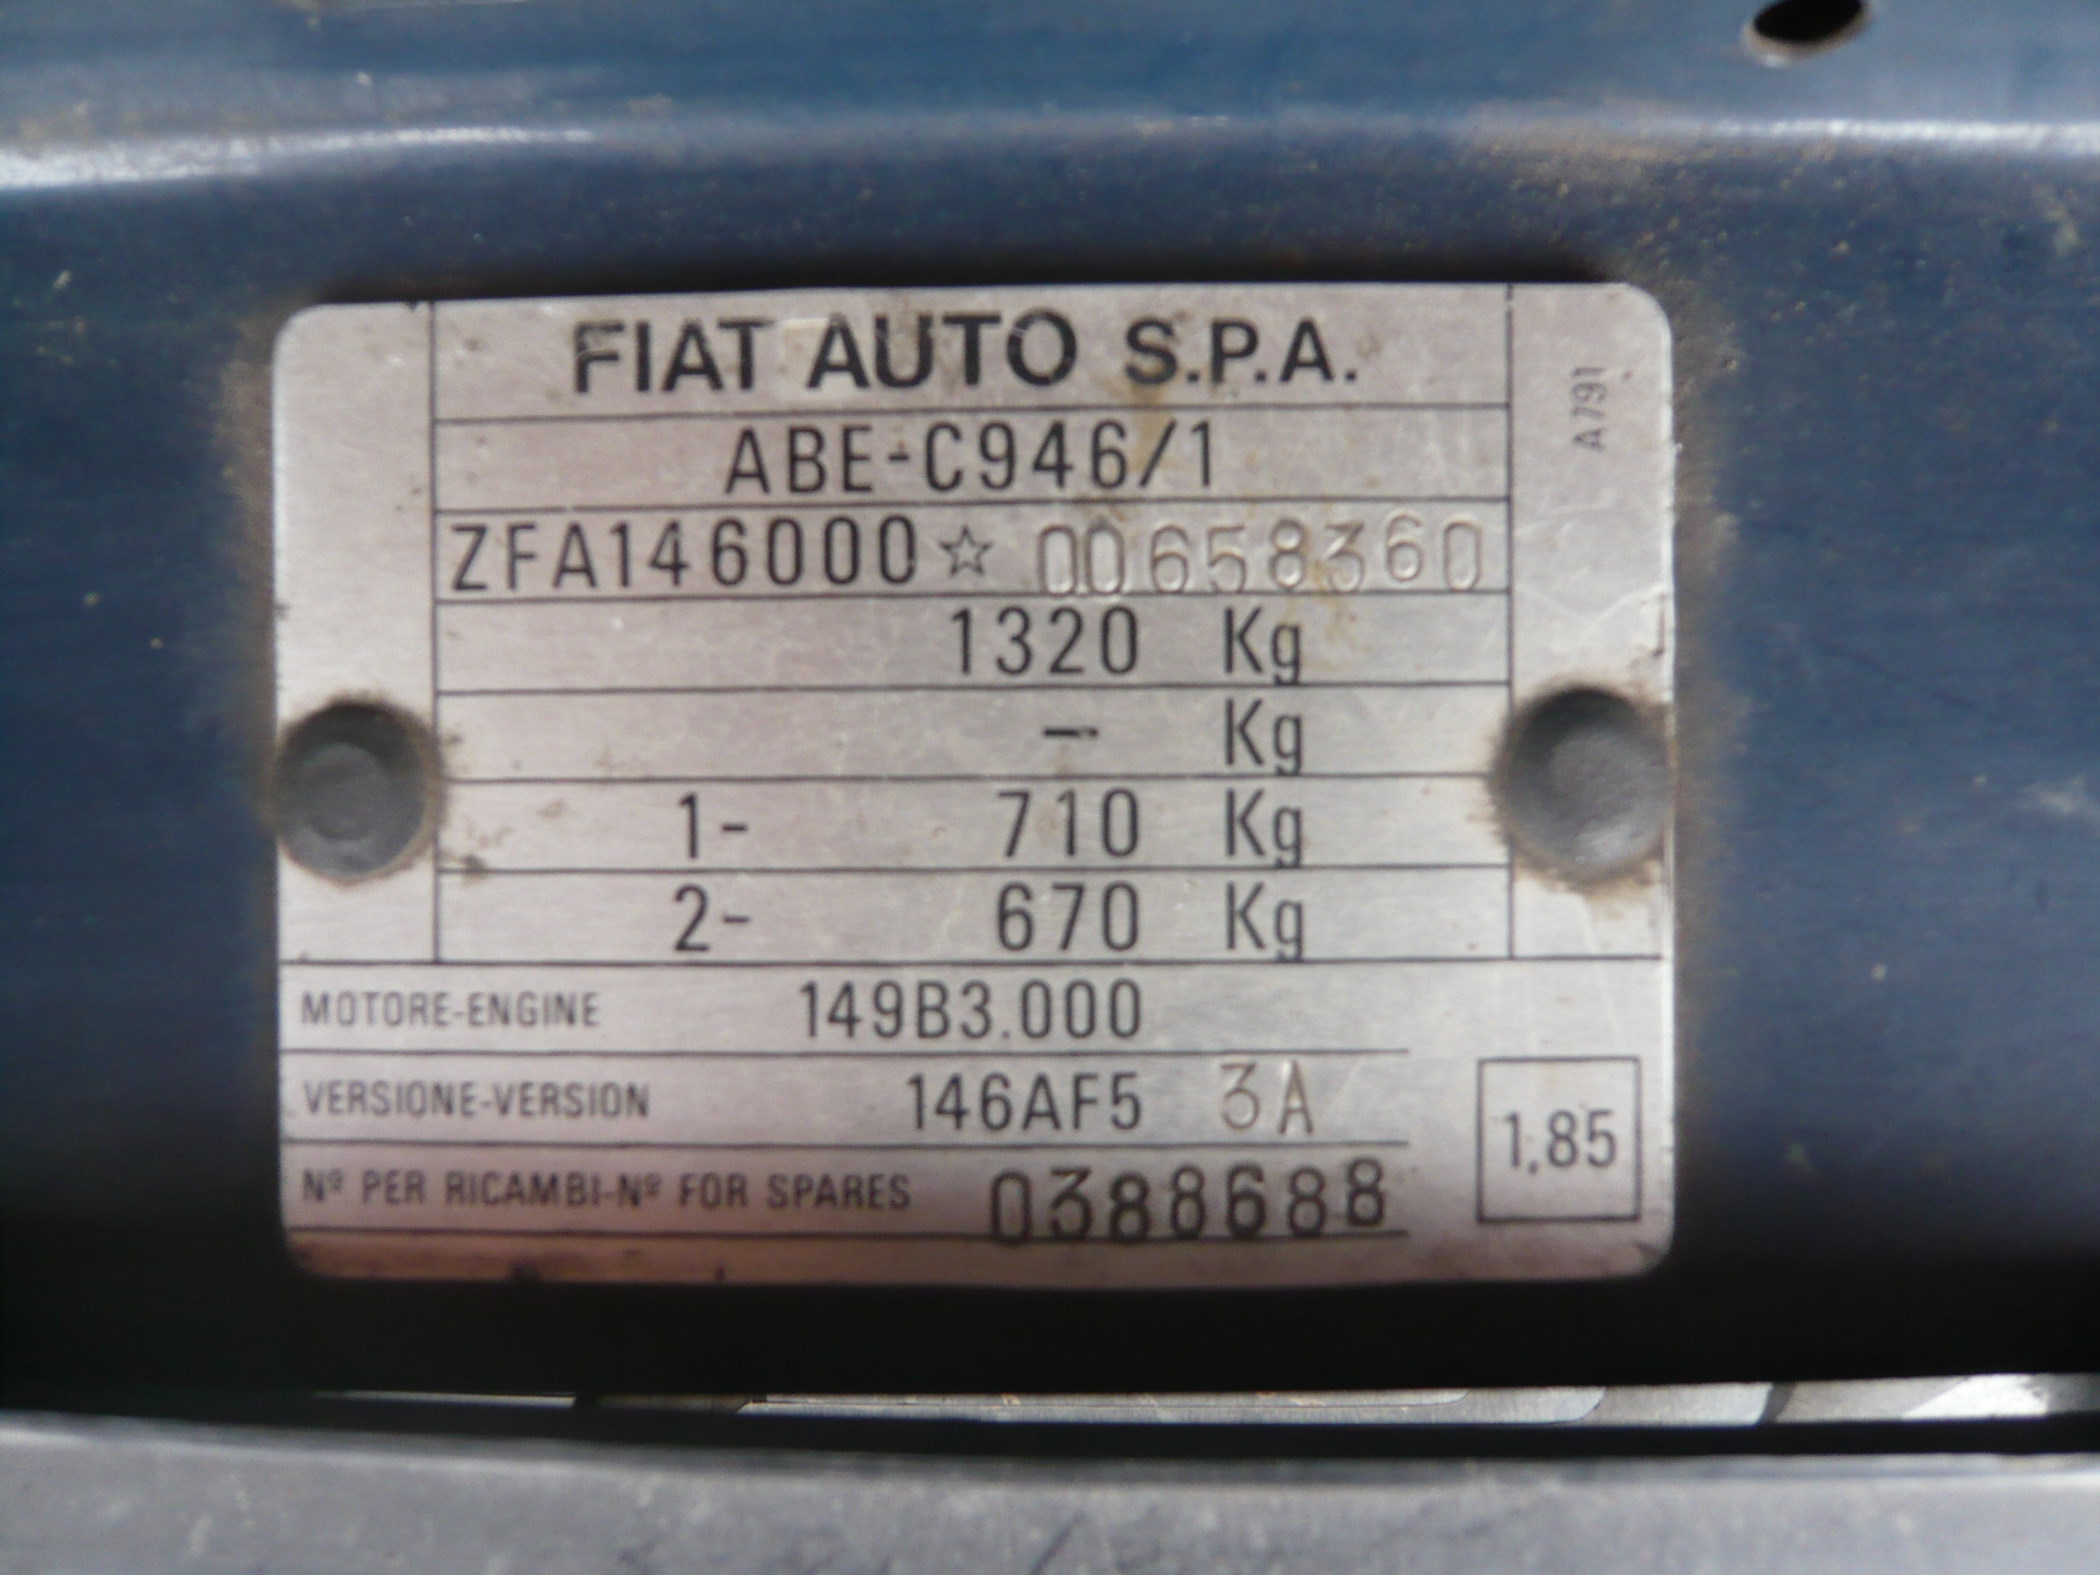 FIAT AUTO S.P.A.
A791
ABE-C946/1
ZFA146000☆ 00658360
1320 Kg
– Kg
1- 710 Kg
2- 670 Kg
MOTORE-ENGINE 149B3.000
VERSIONE-VERSION 146AF5 3A
1,85
Nº PER RICAMBI-Nº FOR SPARES 0388688